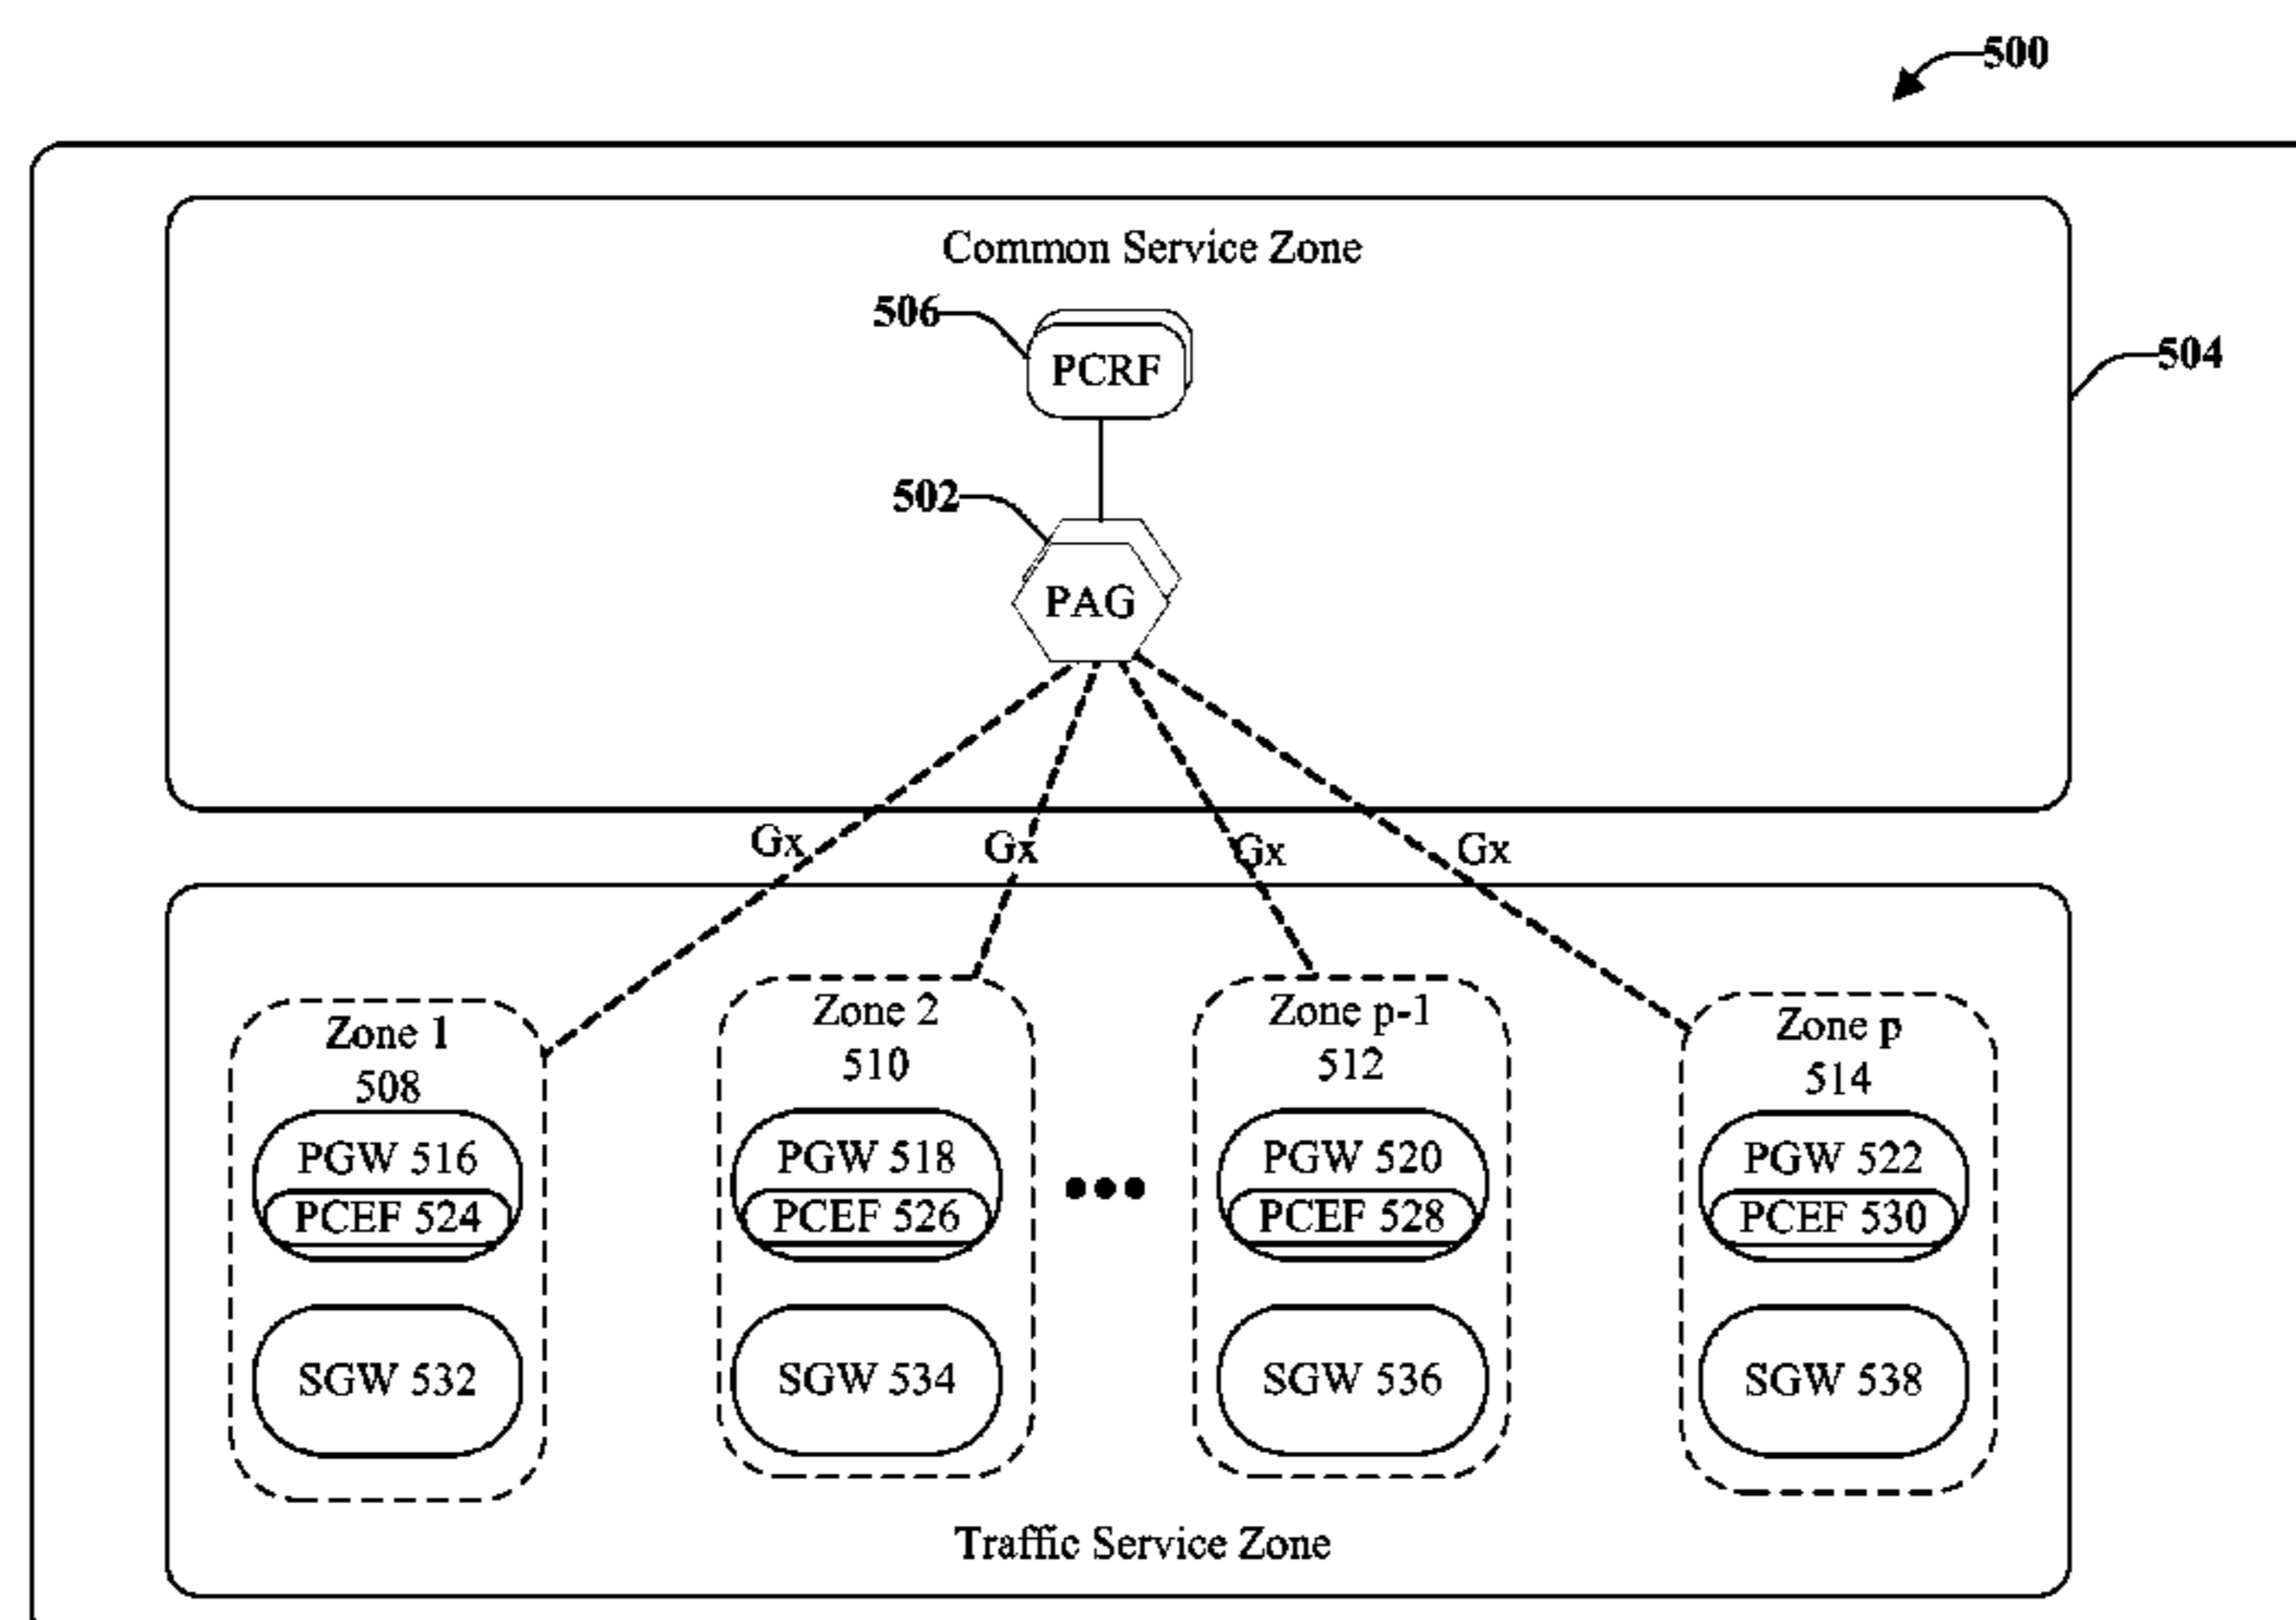 500
Common Service Zone
506
PCRF
504
502
PAG
Gx Gx Gx Gx
Zone 1 Zone 2 Zone p-1 Zone p
508 510 512 514
PGW 516 PGW 518 PGW 520 PGW 522
PCEF 524 PCEF 526 PCEF 528 PCEF 530
SGW 532 SGW 534 SGW 536 SGW 538
Traffic Service Zone